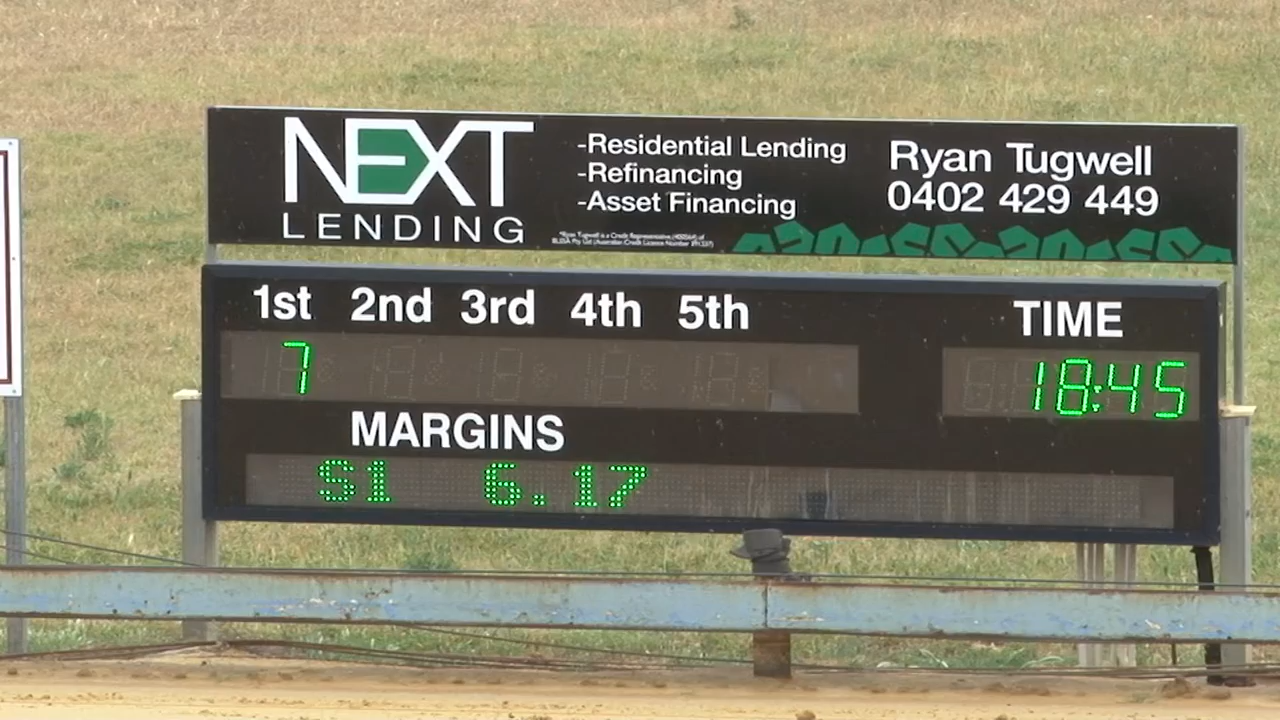 NEXT
LENDING
-Residential Lending
-Refinancing
-Asset Financing
Ryan Tugwell
0402 429 449
1st 2nd 3rd 4th 5th
TIME
7
18:45
MARGINS
S1 6.17